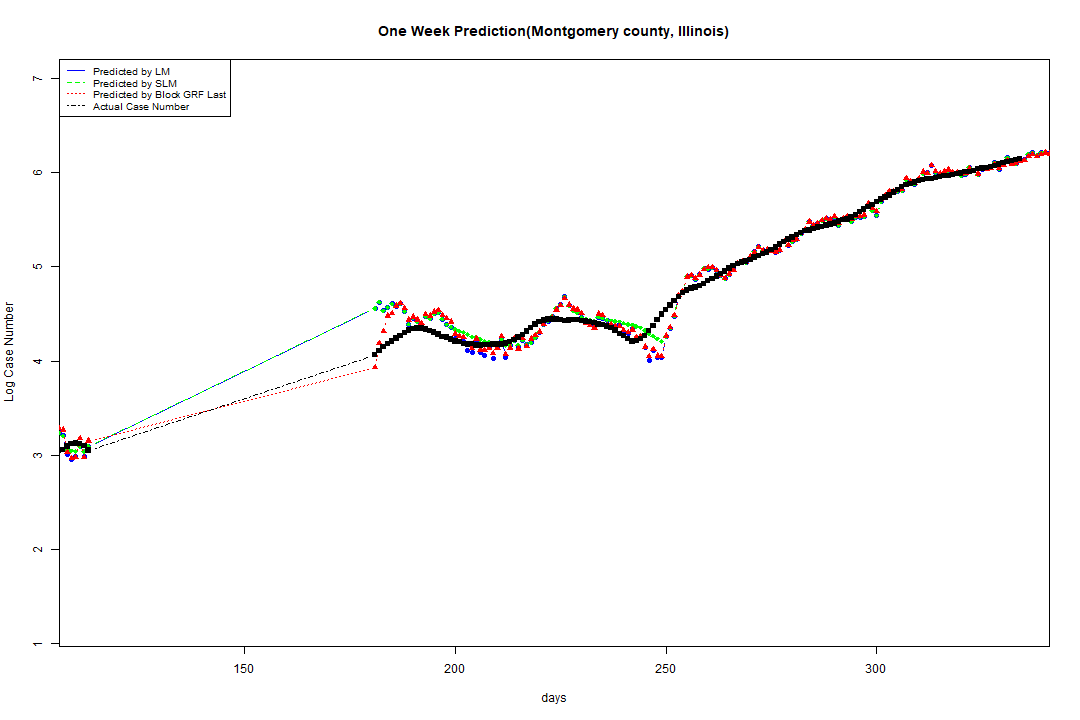 One Week Prediction(Montgomery county, Illinois)
Predicted by LM
Predicted by SLM
Predicted by Block GRF Last
Actual Case Number
7
6
5
4
3
2
1
Log Case Number
150
200
250
300
days